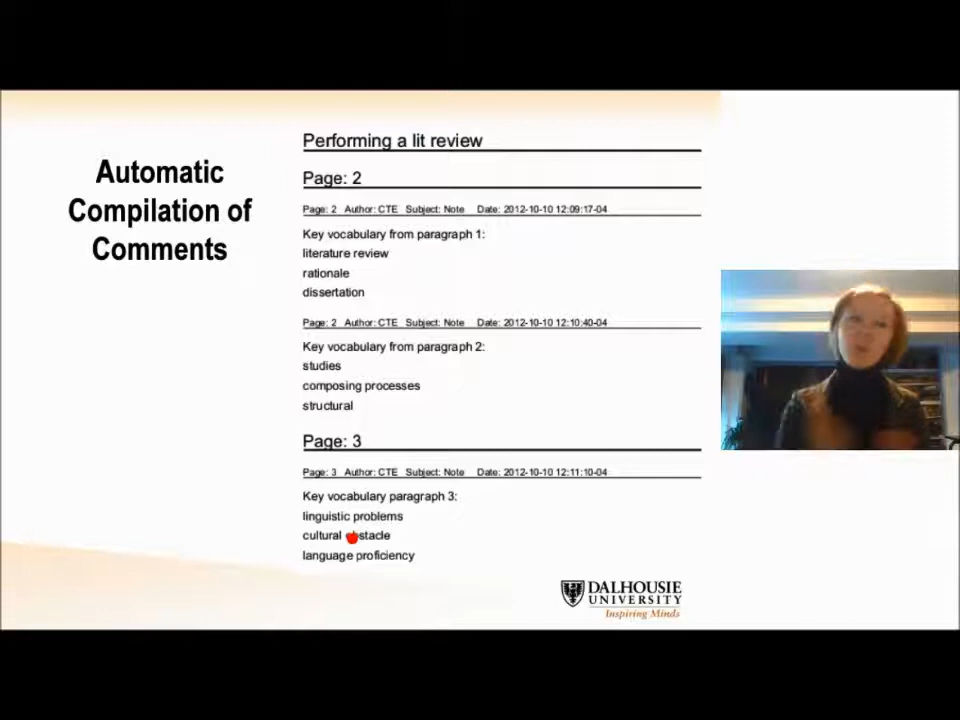 Automatic
Compilation of
Comments
Performing a lit review
Page: 2
Page: 2 Author: CTE Subject: Note Date: 2012-10-10 12:09:17-04
Key vocabulary from paragraph 1:
literature review
rationale
dissertation
Page: 2 Author: CTE Subject: Note Date: 2012-10-10 12:10:40-04
Key vocabulary from paragraph 2:
studies
composing processes
structural
Page: 3
Page: 3 Author: CTE Subject: Note Date: 2012-10-10 12:11:10-04
Key vocabulary paragraph 3:
linguistic problems
cultural obstacle
language proficiency
DALHOUSIE
UNIVERSITY
Inspiring Minds